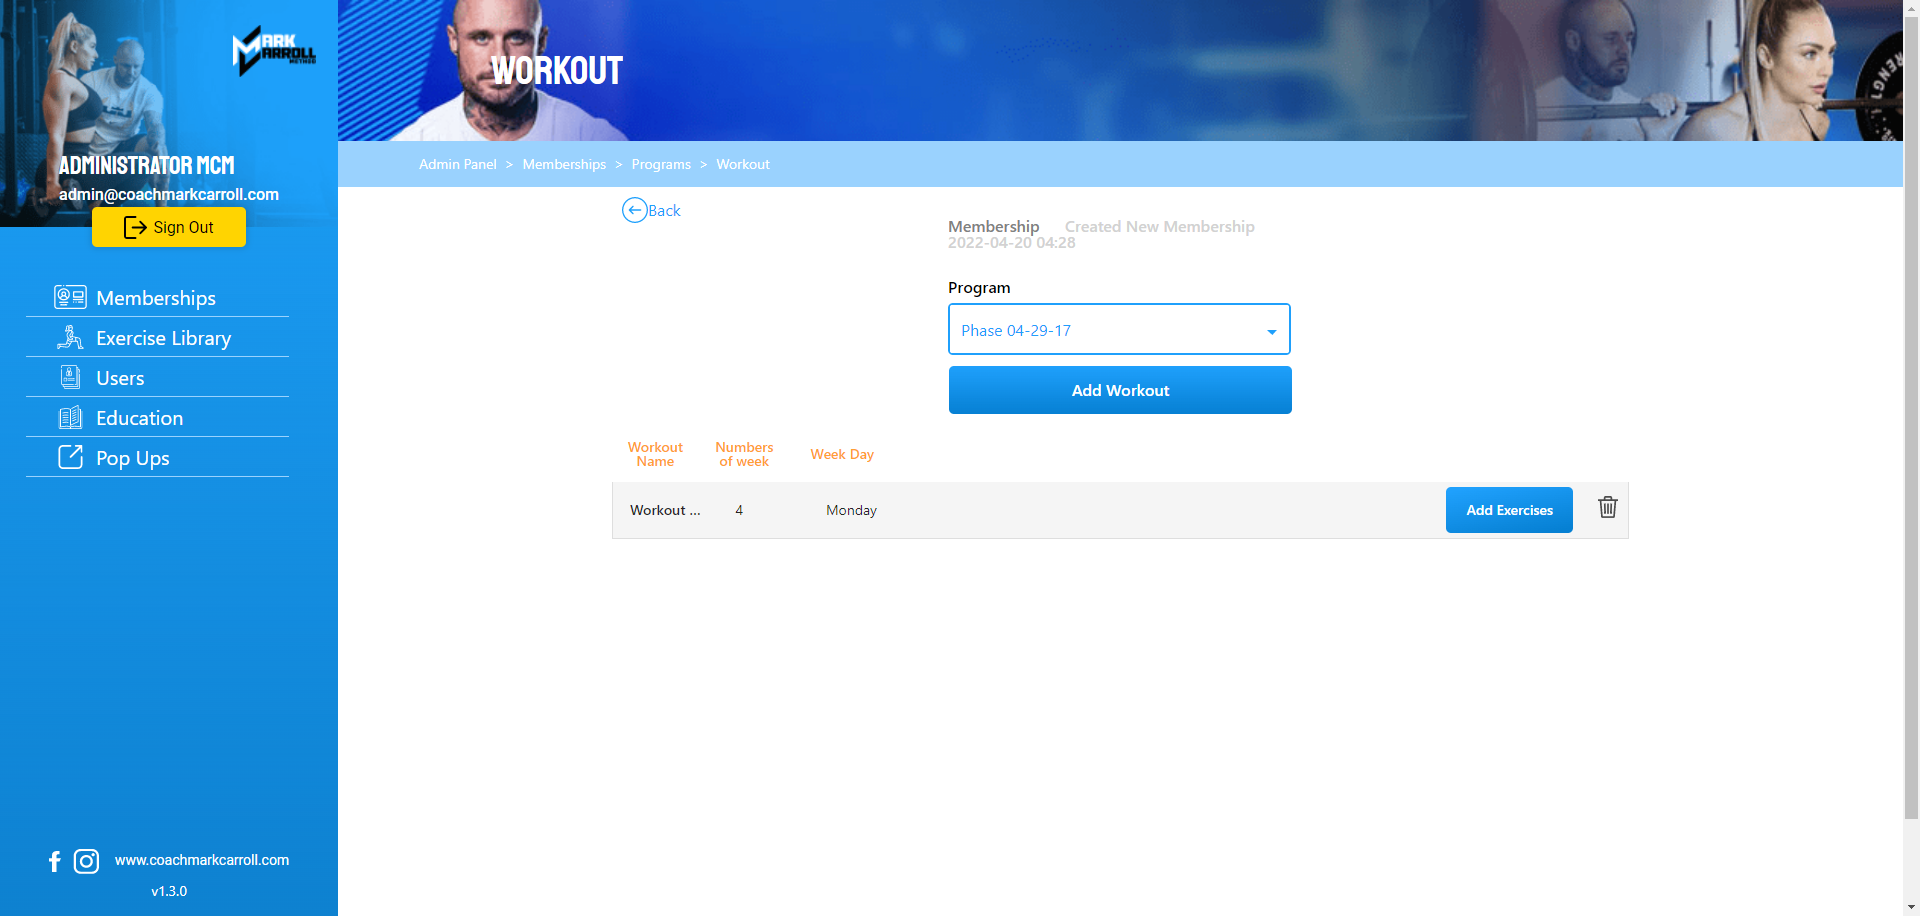 MARK
CARROLL
METHOD
ADMINISTRATOR MCM
admin@coachmarkcarroll.com
Sign Out
Memberships
Exercise Library
Users
Education
Pop Ups
www.coachmarkcarroll.com
v1.3.0
WORKOUT
Admin Panel > Memberships > Programs > Workout
Back
Membership Created New Membership
2022-04-20 04:28
Program
Phase 04-29-17
Add Workout
Workout Name
Numbers of week
Week Day
Workout ... 4 Monday Add Exercises